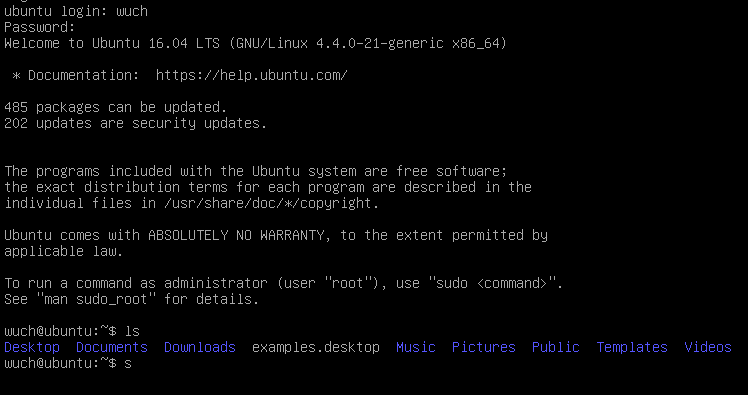 ubuntu login: wuch
Password:
Welcome to Ubuntu 16.04 LTS (GNU/Linux 4.4.0-21-generic x86_64)
* Documentation:  https://help.ubuntu.com/
485 packages can be updated.
202 updates are security updates.
The programs included with the Ubuntu system are free software;
the exact distribution terms for each program are described in the
individual files in /usr/share/doc/*/copyright.
Ubuntu comes with ABSOLUTELY NO WARRANTY, to the extent permitted by
applicable law.
To run a command as administrator (user "root"), use "sudo <command>".
See "man sudo_root" for details.
wuch@ubuntu:~$ ls
Desktop  Documents  Downloads  examples.desktop  Music  Pictures  Public  Templates  Videos
wuch@ubuntu:~$ s